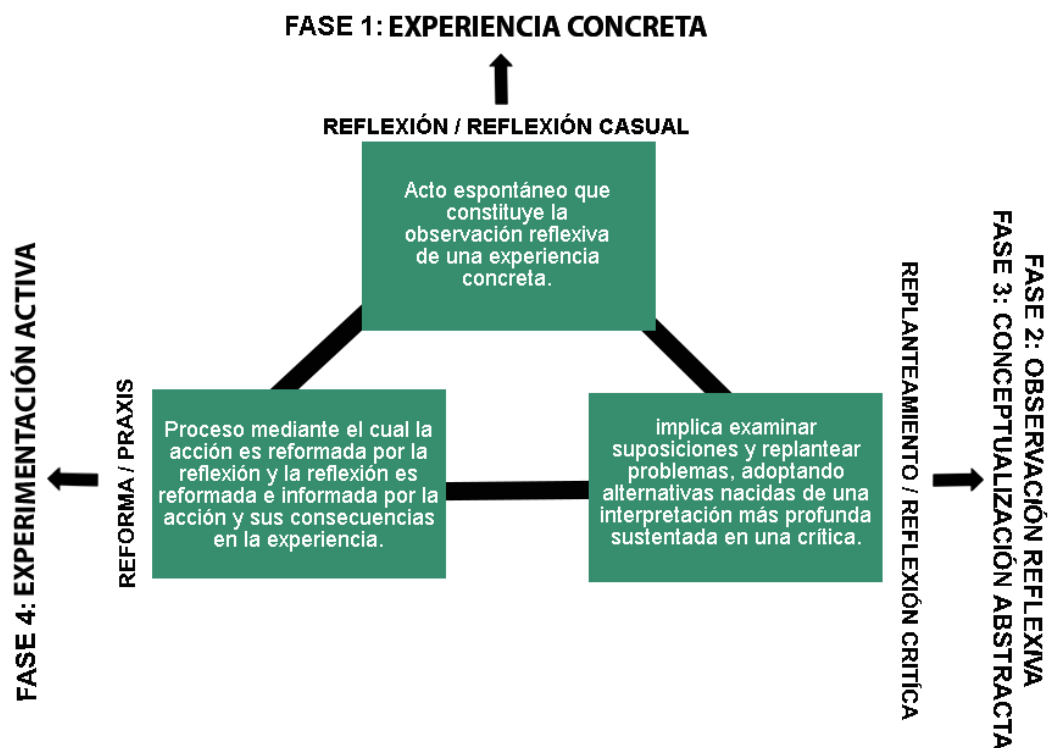 FASE 1: EXPERIENCIA CONCRETA
REFLEXIÓN / REFLEXIÓN CASUAL
Acto espontáneo que
constituye la
observación reflexiva
de una experiencia
concreta.
FASE 4: EXPERIMENTACIÓN ACTIVA
REFORMA / PRAXIS
Proceso mediante el cual la
acción es reformada por la
reflexión y la reflexión es
reformada e informada por la
acción y sus consecuencias
en la experiencia.
implica examinar
suposiciones y replantear
problemas, adoptando
alternativas nacidas de una
interpretación más profunda
sustentada en una crítica.
REPLANTEAMIENTO / REFLEXIÓN CRITÍCA
FASE 2: OBSERVACIÓN REFLEXIVA
FASE 3: CONCEPTUALIZACIÓN ABSTRACTA